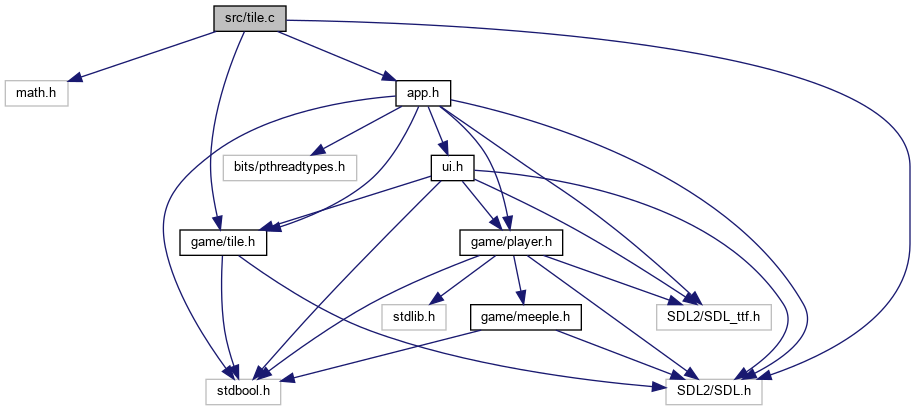 src/tile.c
math.h
app.h
bits/pthreadtypes.h
ui.h
game/tile.h
game/player.h
stdlib.h
game/meeple.h
SDL2/SDL_ttf.h
stdbool.h
SDL2/SDL.h